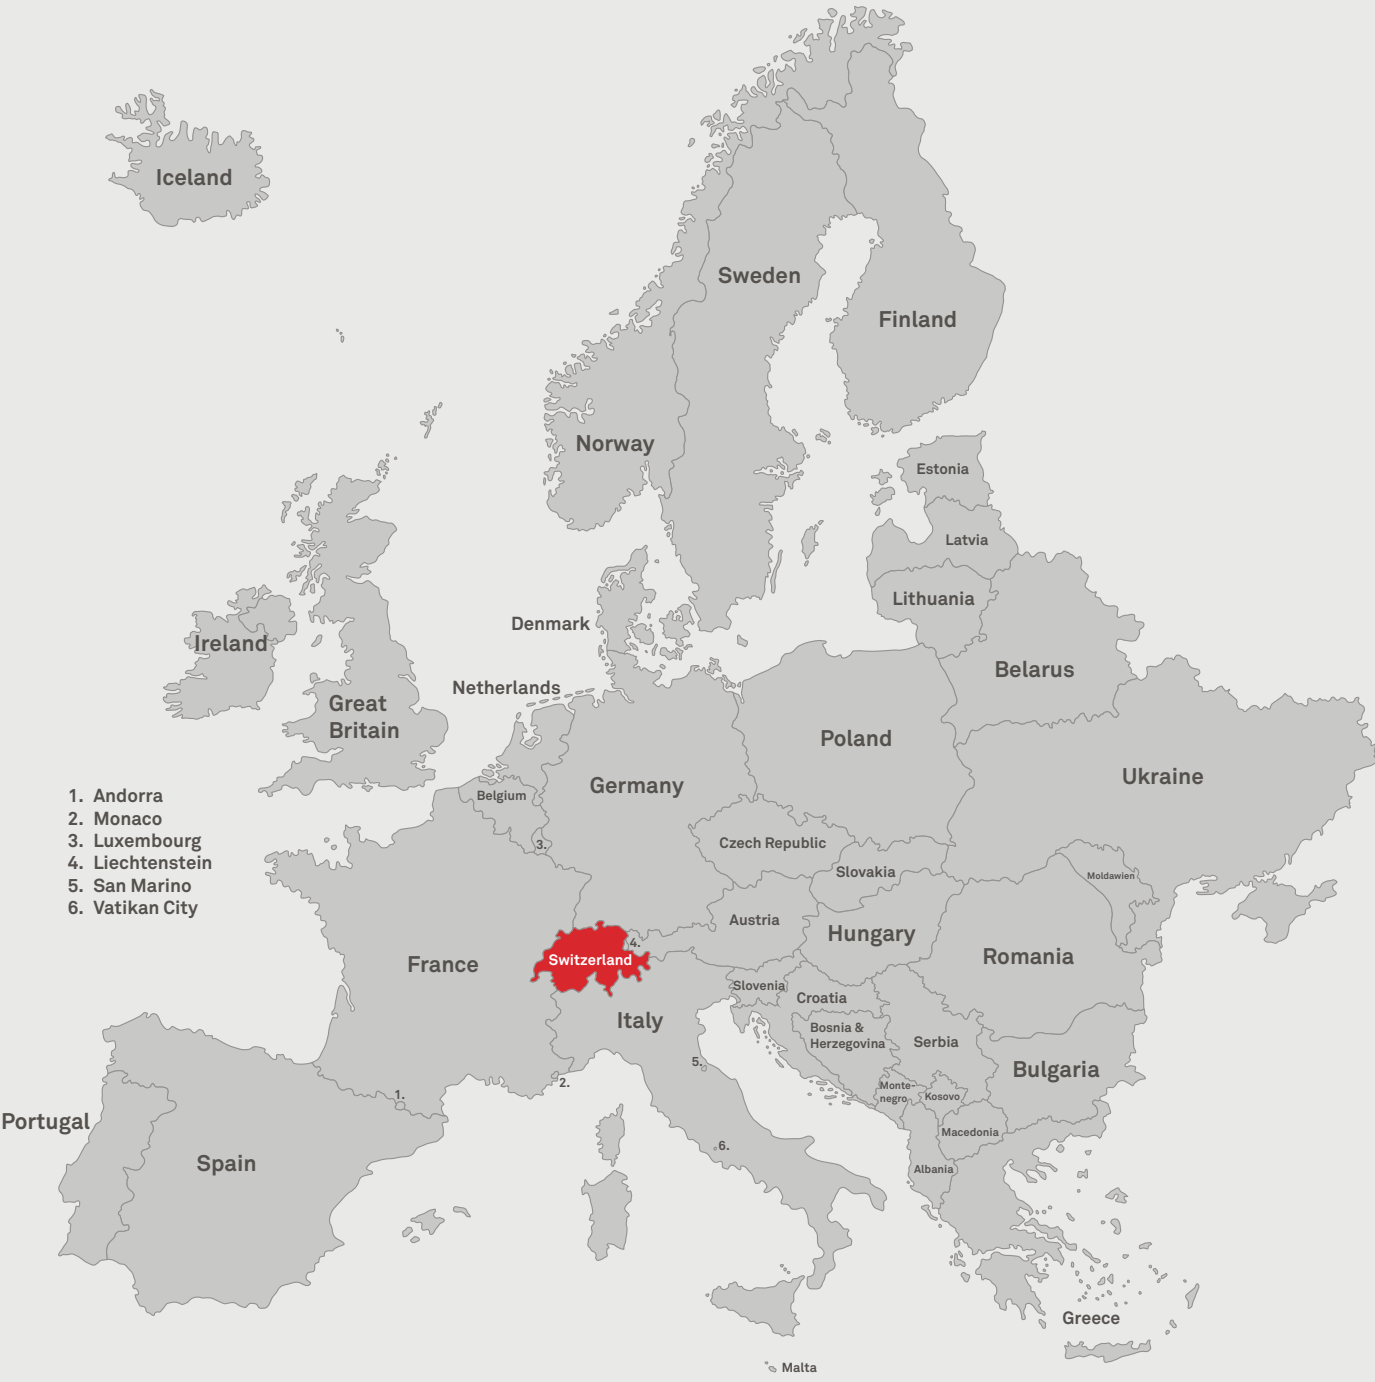 Iceland
Sweden
Finland
Norway
Estonia
Latvia
Denmark
Lithuania
Ireland
Belarus
Netherlands
Great
Britain
Poland
Ukraine
Germany
Belgium
1. Andorra
2. Monaco
3. Luxembourg
4. Liechtenstein
5. San Marino
6. Vatikan City
3.
Czech Republic
Slovakia
Moldawien
Austria
Hungary
4.
Switzerland
France
Romania
Slovenia
Croatia
Italy
Bosnia &
Herzegovina
Serbia
Bulgaria
5.
2.
1.
Monte-
negro
Kosovo
Portugal
Macedonia
6.
Spain
Albania
Greece
Malta